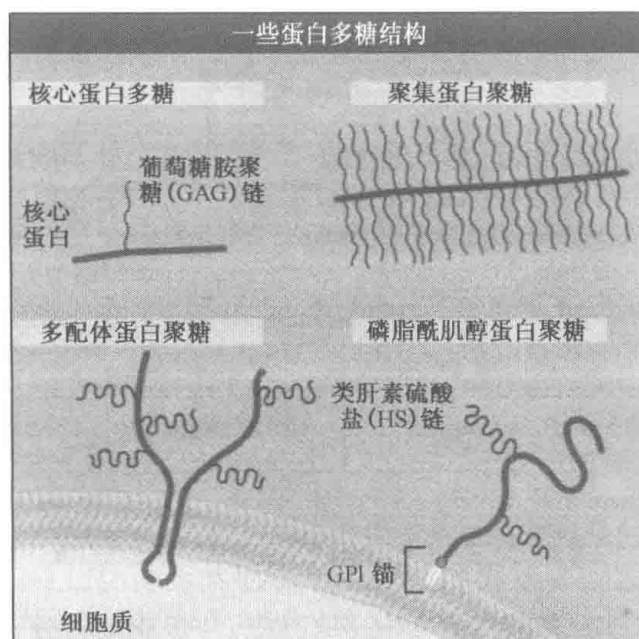 一些蛋白多糖结构
核心蛋白多糖
聚集蛋白聚糖
葡萄糖胺聚
糖(GAG)链
核心
蛋白
多配体蛋白聚糖
磷脂酰肌醇蛋白聚糖
类肝素硫酸
盐(HS)链
GPI 锚
细胞质